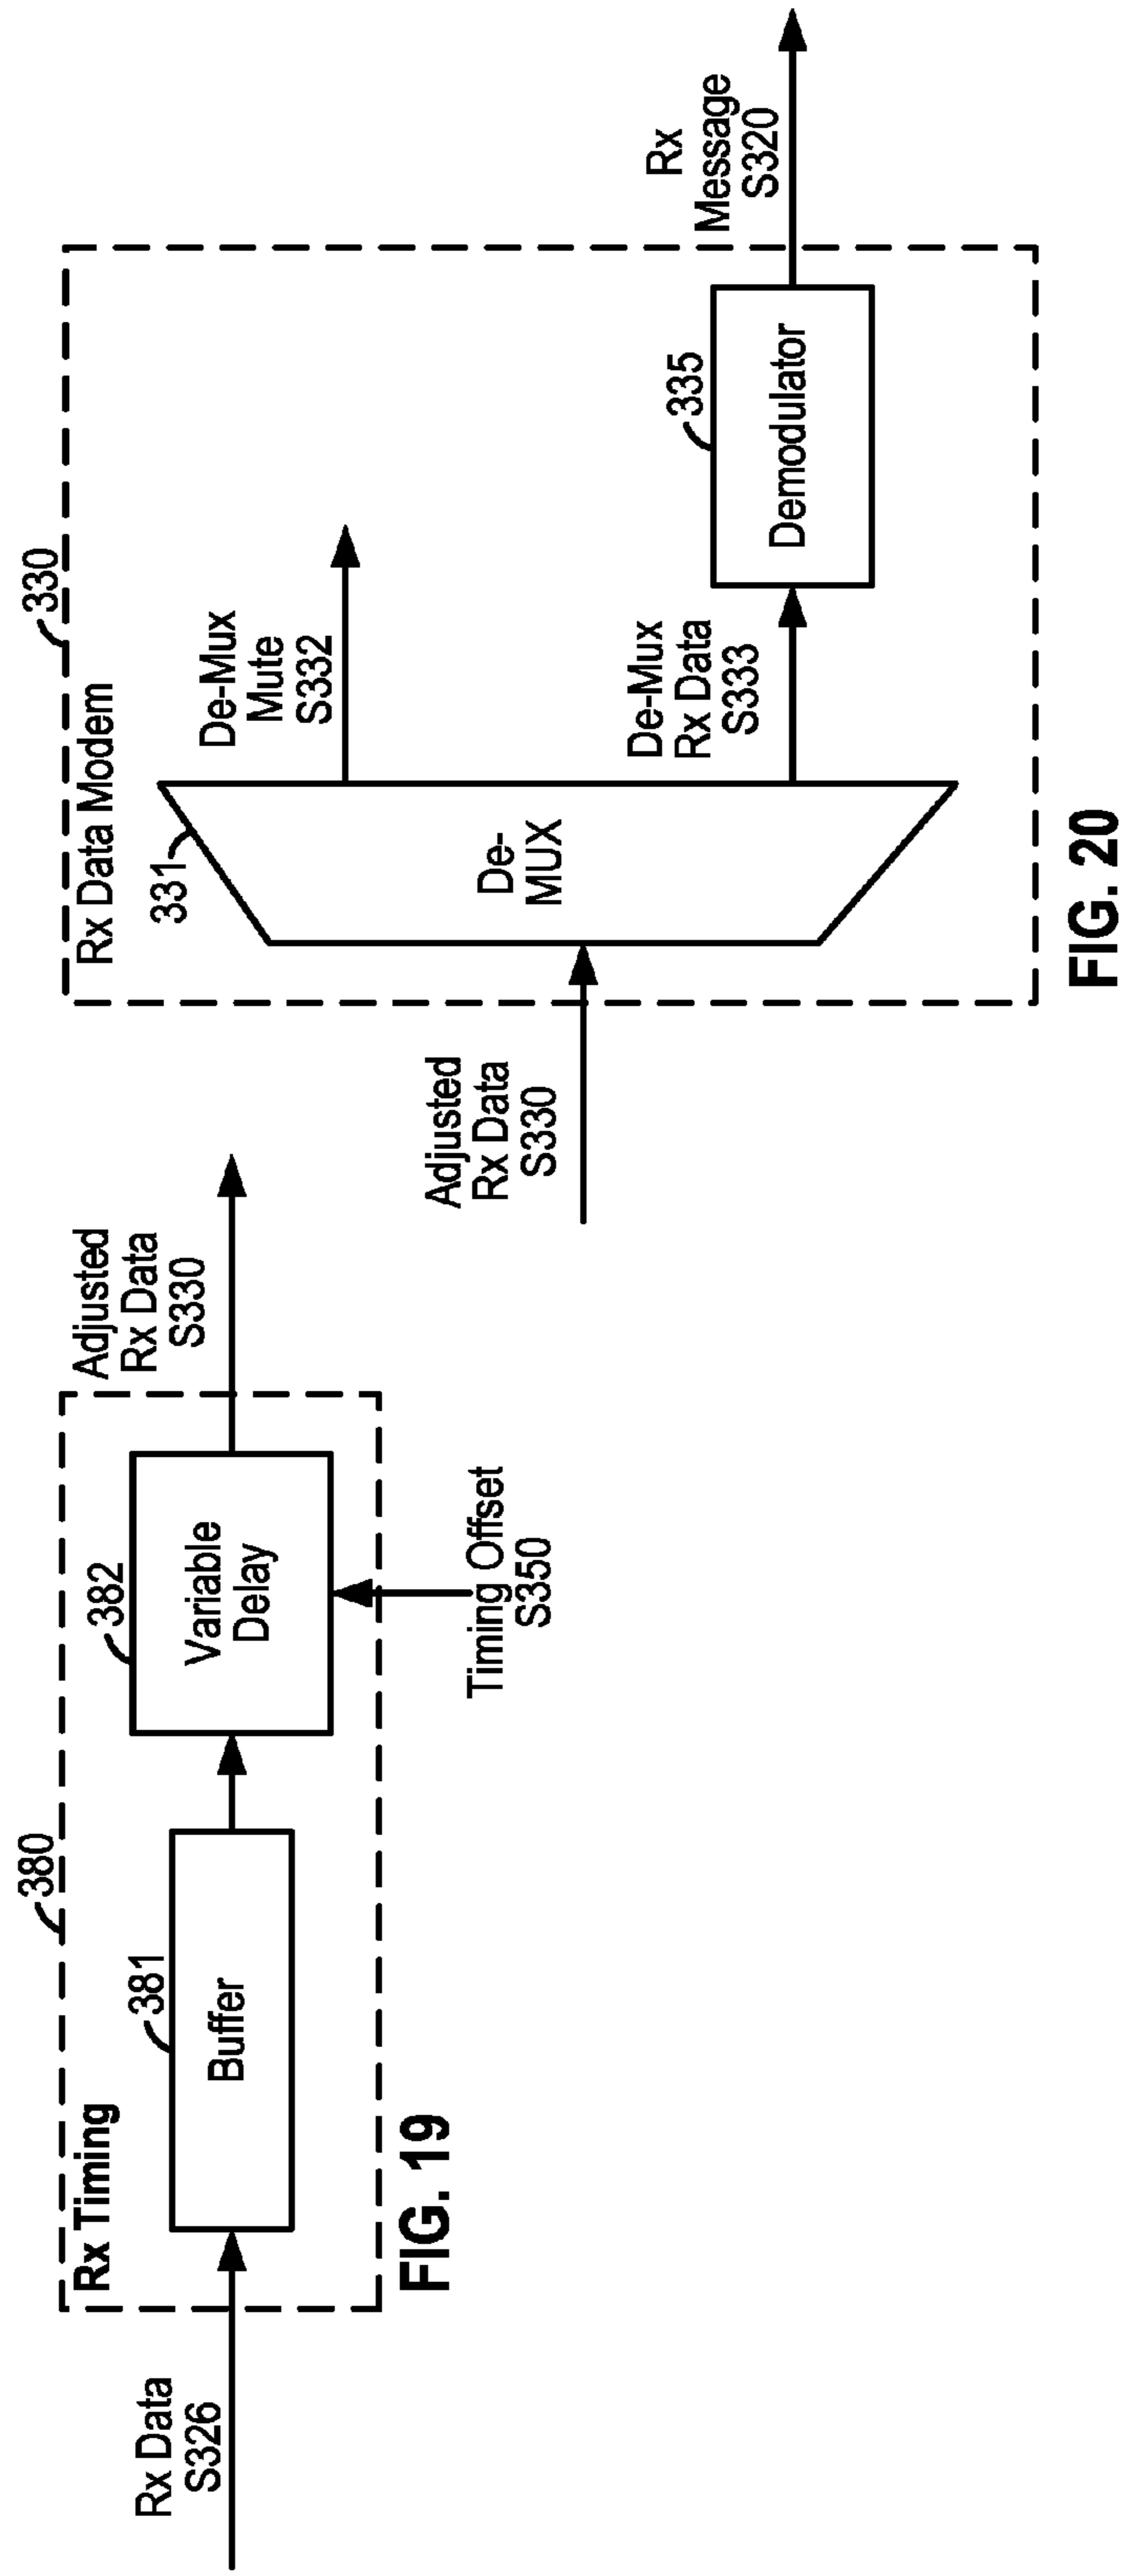 380
Rx Timing
Rx Data
S326
381
Buffer
382
Variable
Delay
Timing Offset
S350
Adjusted
Rx Data
S330
FIG. 19
330
Rx Data Modem
Adjusted
Rx Data
S330
331
De-
MUX
De-Mux
Mute
S332
De-Mux
Rx Data
S333
335
Demodulator
Rx
Message
S320
FIG. 20